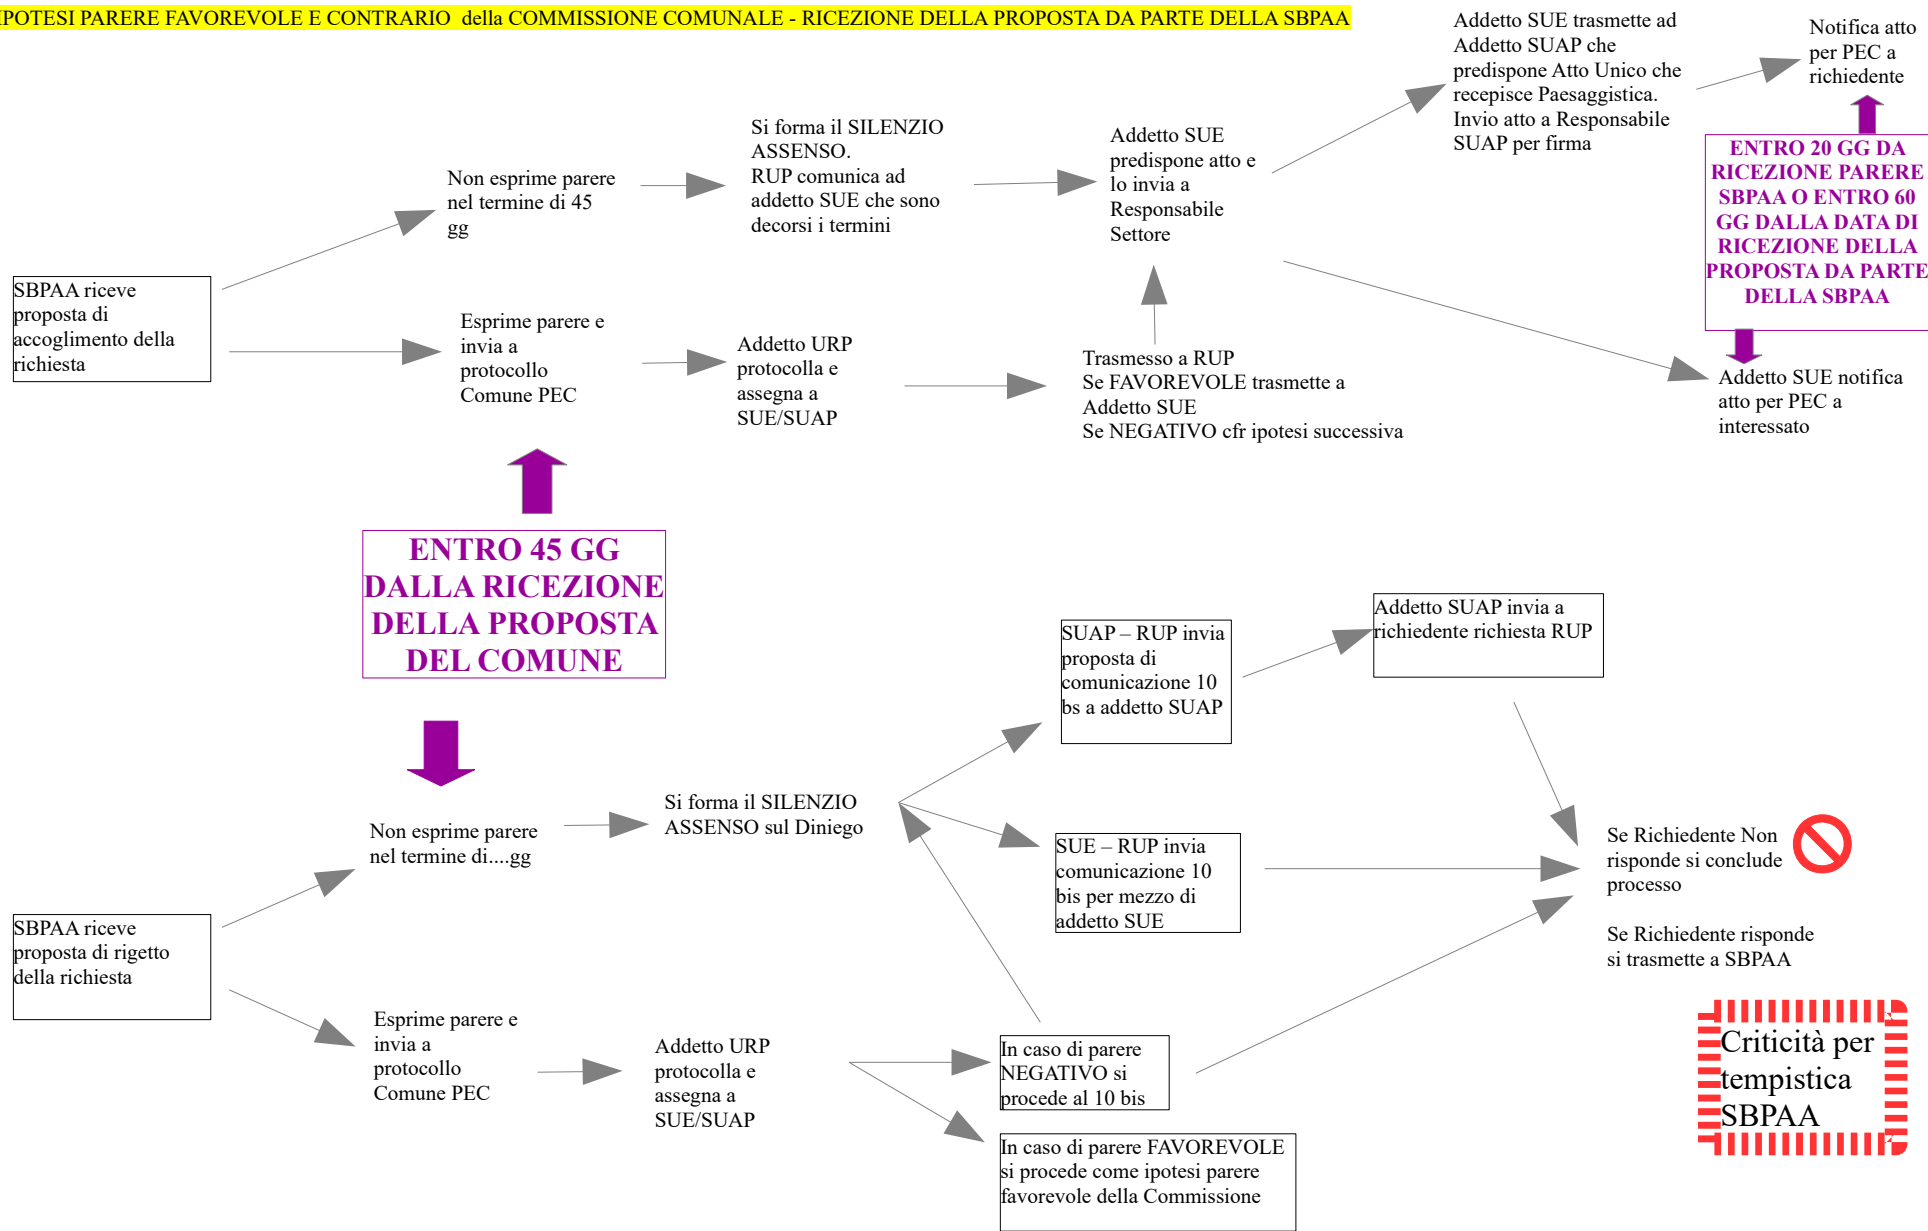 IPOTESI PARERE FAVOREVOLE E CONTRARIO della COMMISSIONE COMUNALE - RICEZIONE DELLA PROPOSTA DA PARTE DELLA SBPAA
SBPAA riceve
proposta di
accoglimento della
richiesta
Non esprime parere
nel termine di 45
gg
Si forma il SILENZIO
ASSENSO.
RUP comunica ad
addetto SUE che sono
decorsi i termini
Addetto SUE
predispone atto e
lo invia a
Responsabile
Settore
Addetto SUE trasmette ad
Addetto SUAP che
predispone Atto Unico che
recepisce Paesaggistica.
Invio atto a Responsabile
SUAP per firma
Notifica atto
per PEC a
richiedente
ENTRO 20 GG DA
RICEZIONE PARERE
SBPAA O ENTRO 60
GG DALLA DATA DI
RICEZIONE DELLA
PROPOSTA DA PARTE
DELLA SBPAA
Esprime parere e
invia a
protocollo
Comune PEC
Addetto URP
protocolla e
assegna a
SUE/SUAP
Trasmesso a RUP
Se FAVOREVOLE trasmette a
Addetto SUE
Se NEGATIVO cfr ipotesi successiva
Addetto SUE notifica
atto per PEC a
interessato
ENTRO 45 GG
DALLA RICEZIONE
DELLA PROPOSTA
DEL COMUNE
SBPAA riceve
proposta di rigetto
della richiesta
Non esprime parere
nel termine di....gg
Si forma il SILENZIO
ASSENSO sul Diniego
SUAP – RUP invia
proposta di
comunicazione 10
bs a addetto SUAP
Addetto SUAP invia a
richiedente richiesta RUP
SUE – RUP invia
comunicazione 10
bis per mezzo di
addetto SUE
Se Richiedente Non
risponde si conclude
processo
Se Richiedente risponde
si trasmette a SBPAA
Esprime parere e
invia a
protocollo
Comune PEC
Addetto URP
protocolla e
assegna a
SUE/SUAP
In caso di parere
NEGATIVO si
procede al 10 bis
In caso di parere FAVOREVOLE
si procede come ipotesi parere
favorevole della Commissione
Criticità per
tempistica
SBPAA